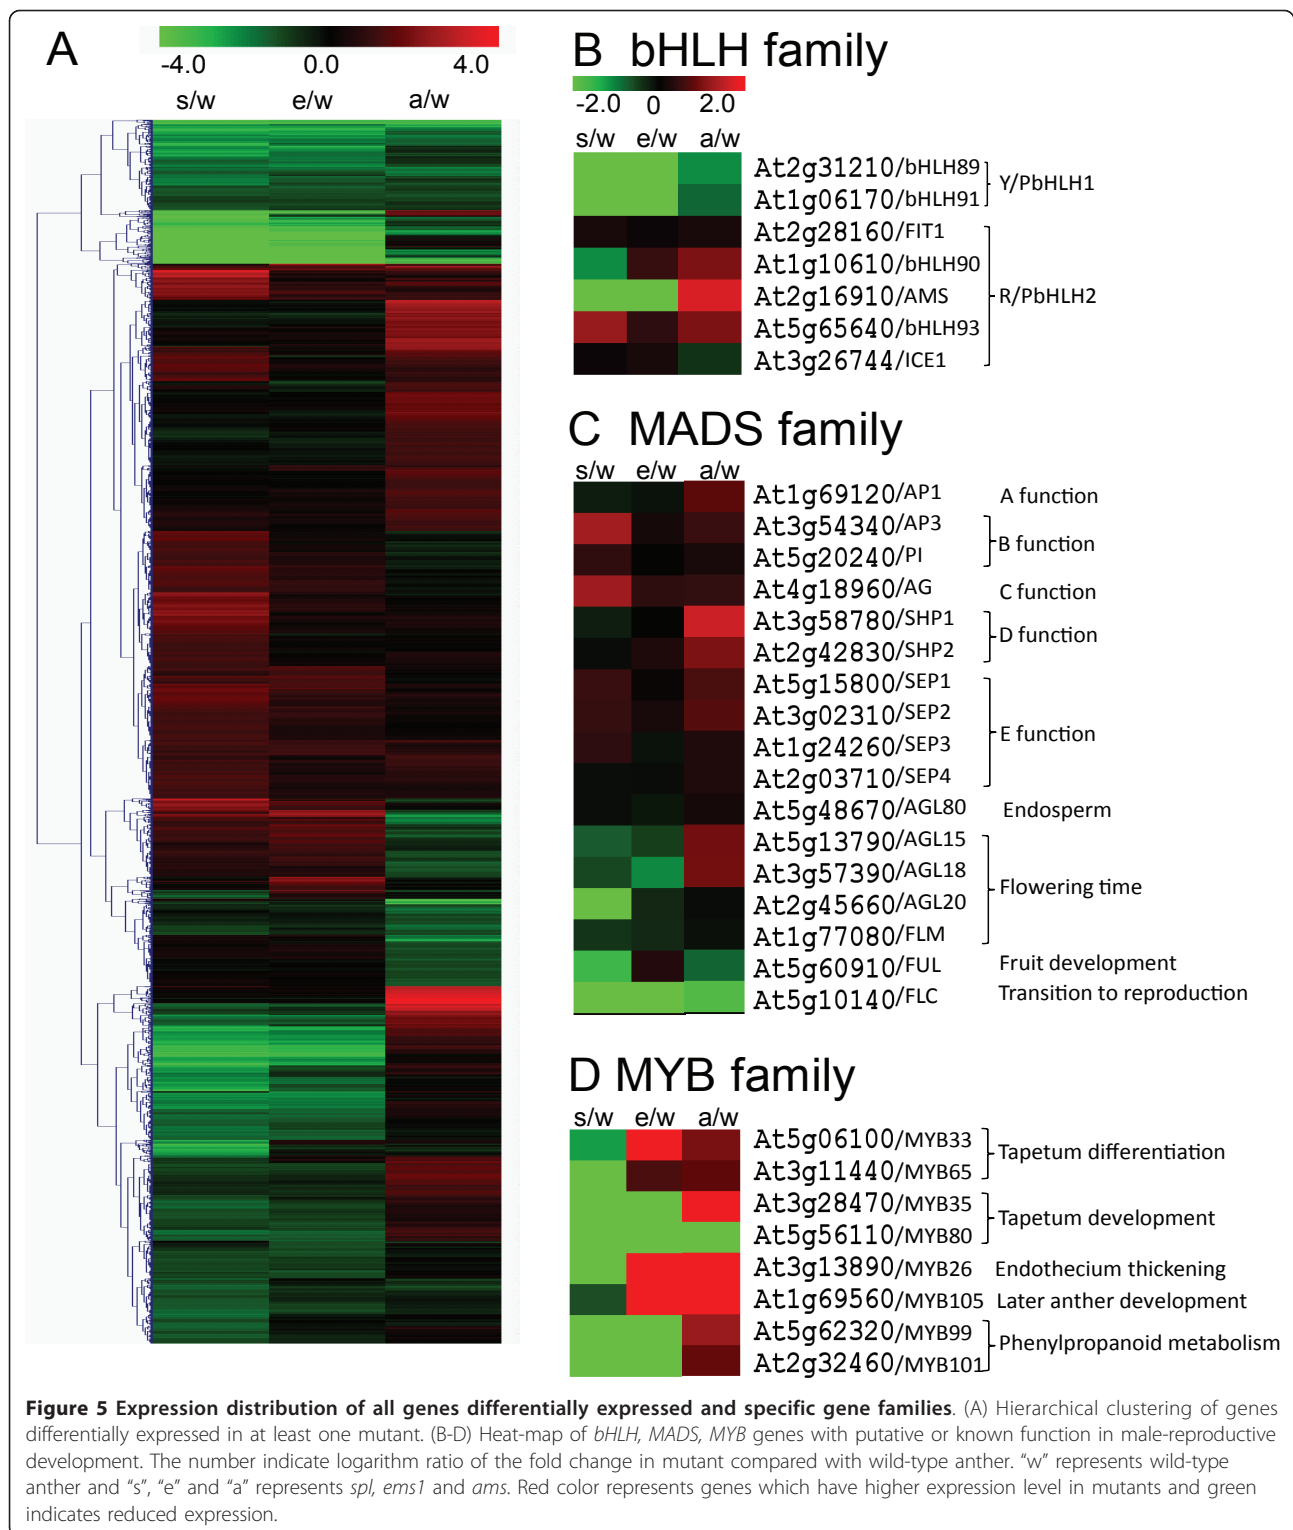 A
-4.0 0.0 4.0
s/w e/w a/w
B bHLH family
-2.0 0 2.0
s/w e/w a/w
At2g31210/bHLH89
At1g06170/bHLH91
Y/PbHLH1
At2g28160/FIT1
At1g10610/bHLH90
At2g16910/AMS
At5g65640/bHLH93
At3g26744/ICE1
R/PbHLH2
C MADS family
s/w e/w a/w
At1g69120/AP1 A function
At3g54340/AP3
At5g20240/PI
B function
At4g18960/AG C function
At3g58780/SHP1
At2g42830/SHP2
D function
At5g15800/SEP1
At3g02310/SEP2
At1g24260/SEP3
At2g03710/SEP4
E function
At5g48670/AGL80 Endosperm
At5g13790/AGL15
At3g57390/AGL18
At2g45660/AGL20
At1g77080/FLM
Flowering time
At5g60910/FUL Fruit development
At5g10140/FLC Transition to reproduction
D MYB family
s/w e/w a/w
At5g06100/MYB33
At3g11440/MYB65
Tapetum differentiation
At3g28470/MYB35
At5g56110/MYB80
Tapetum development
At3g13890/MYB26 Endothecium thickening
At1g69560/MYB105 Later anther development
At5g62320/MYB99
At2g32460/MYB101
Phenylpropanoid metabolism
Figure 5 Expression distribution of all genes differentially expressed and specific gene families. (A) Hierarchical clustering of genes
differentially expressed in at least one mutant. (B-D) Heat-map of bHLH, MADS, MYB genes with putative or known function in male-reproductive
development. The number indicate logarithm ratio of the fold change in mutant compared with wild-type anther. “w” represents wild-type
anther and “s”, “e” and “a” represents spl, ems1 and ams. Red color represents genes which have higher expression level in mutants and green
indicates reduced expression.